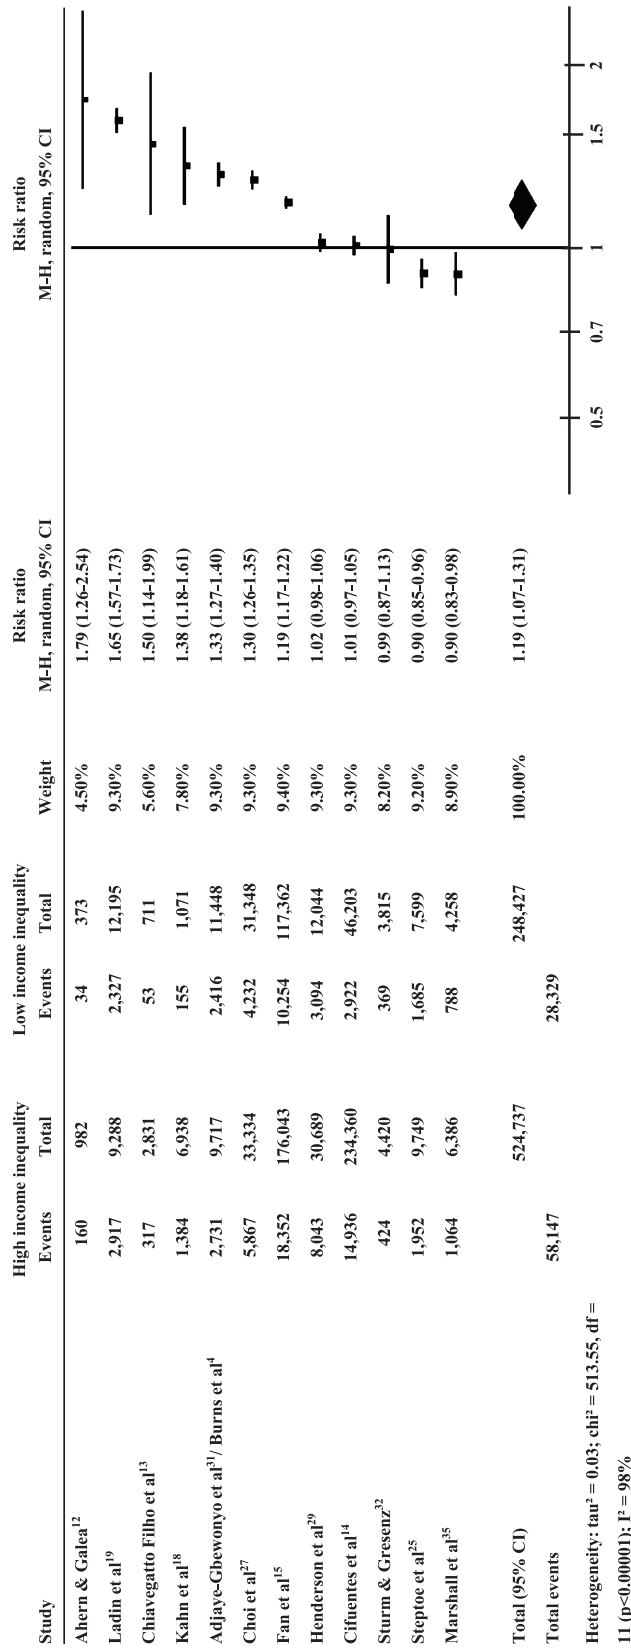 High income inequality Low income inequality Risk ratio Risk ratio
Study Events Total Events Total Weight M-H, random, 95% CI M-H, random, 95% CI
Ahern & Galea12 160 982 34 373 4.50% 1.79 (1.26-2.54)
Ladin et al19 2,917 9,288 2,327 12,195 9.30% 1.65 (1.57-1.73)
Chiavegatto Filho et al13 317 2,831 53 711 5.60% 1.50 (1.14-1.99)
Kahn et al18 1,384 6,938 155 1,071 7.80% 1.38 (1.18-1.61)
Adjaye-Gbewonyo et al31/ Burns et al4 2,731 9,717 2,416 11,448 9.30% 1.33 (1.27-1.40)
Choi et al27 5,867 33,334 4,232 31,348 9.30% 1.30 (1.26-1.35)
Fan et al15 18,352 176,043 10,254 117,362 9.40% 1.19 (1.17-1.22)
Henderson et al29 8,043 30,689 3,094 12,044 9.30% 1.02 (0.98-1.06)
Cifuentes et al14 14,936 234,360 2,922 46,203 9.30% 1.01 (0.97-1.05)
Sturm & Gresenz32 424 4,420 369 3,815 8.20% 0.99 (0.87-1.13)
Steptoe et al25 1,952 9,749 1,685 7,599 9.20% 0.90 (0.85-0.96)
Marshall et al35 1,064 6,386 788 4,258 8.90% 0.90 (0.83-0.98)
Total (95% CI) 524,737 248,427 100.00% 1.19 (1.07-1.31)
Total events 58,147 28,329
0.5 0.7 1 1.5 2
Heterogeneity: tau² = 0.03; chi² = 513.55, df =
11 (p<0.00001); I² = 98%